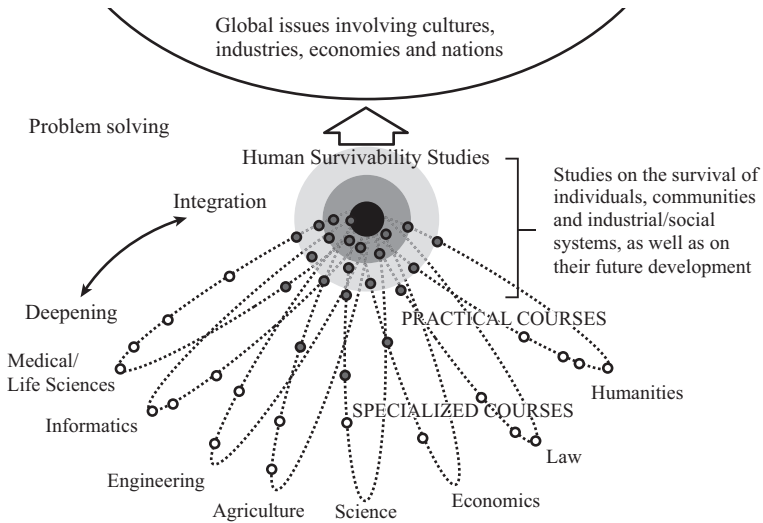 Global issues involving cultures,
industries, economies and nations
Problem solving
Human Survivability Studies
Integration
Studies on the survival of
individuals, communities
and industrial/social
systems, as well as on
their future development
Deepening
PRACTICAL COURSES
Medical/
Life Sciences
Humanities
SPECIALIZED COURSES
Informatics
Law
Engineering
Economics
Agriculture
Science